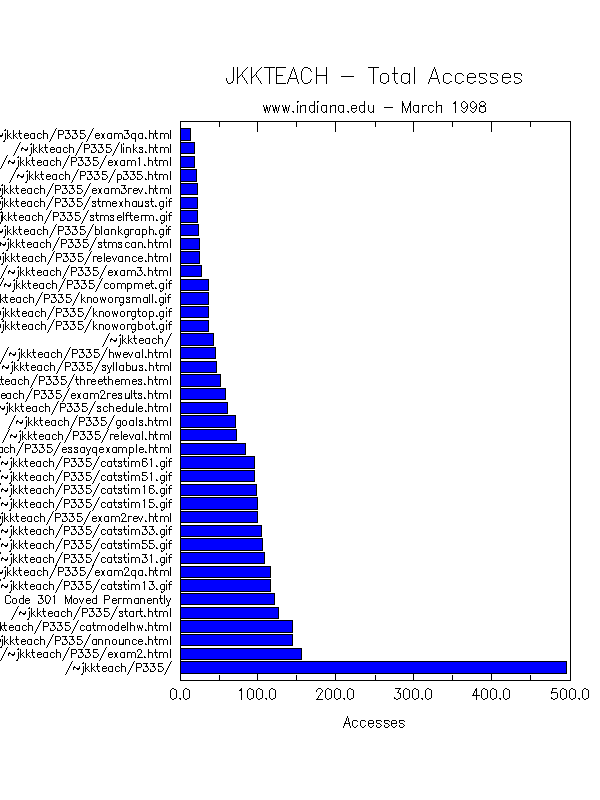 JKKTEACH - Total Accesses
www.indiana.edu - March 1998
~jkkteach/P335/exam3qa.html
/~jkkteach/P335/links.html
/~jkkteach/P335/exam1.html
/~jkkteach/P335/p335.html
jkkteach/P335/exam3rev.html
jkkteach/P335/stmexhaust.gif
jkkteach/P335/stmselfterm.gif
jkkteach/P335/blankgraph.gif
~jkkteach/P335/stmscan.html
jkkteach/P335/relevance.html
/~jkkteach/P335/exam3.html
/~jkkteach/P335/compmet.gif
kteach/P335/knoworgsmall.gif
jkkteach/P335/knoworgtop.gif
jkkteach/P335/knoworgbot.gif
/~jkkteach/
/~jkkteach/P335/hweval.html
~jkkteach/P335/syllabus.html
teach/P335/threethemes.html
each/P335/exam2results.html
~jkkteach/P335/schedule.html
/~jkkteach/P335/goals.html
/~jkkteach/P335/releval.html
ach/P335/essayqexample.html
~jkkteach/P335/catstim61.gif
~jkkteach/P335/catstim51.gif
~jkkteach/P335/catstim16.gif
~jkkteach/P335/catstim15.gif
jkkteach/P335/exam2rev.html
~jkkteach/P335/catstim33.gif
~jkkteach/P335/catstim55.gif
~jkkteach/P335/catstim31.gif
~jkkteach/P335/exam2qa.html
~jkkteach/P335/catstim13.gif
Code 301 Moved Permanently
/~jkkteach/P335/start.html
kteach/P335/catmodelhw.html
jkkteach/P335/announce.html
/~jkkteach/P335/exam2.html
/~jkkteach/P335/
0.0 100.0 200.0 300.0 400.0 500.0
Accesses